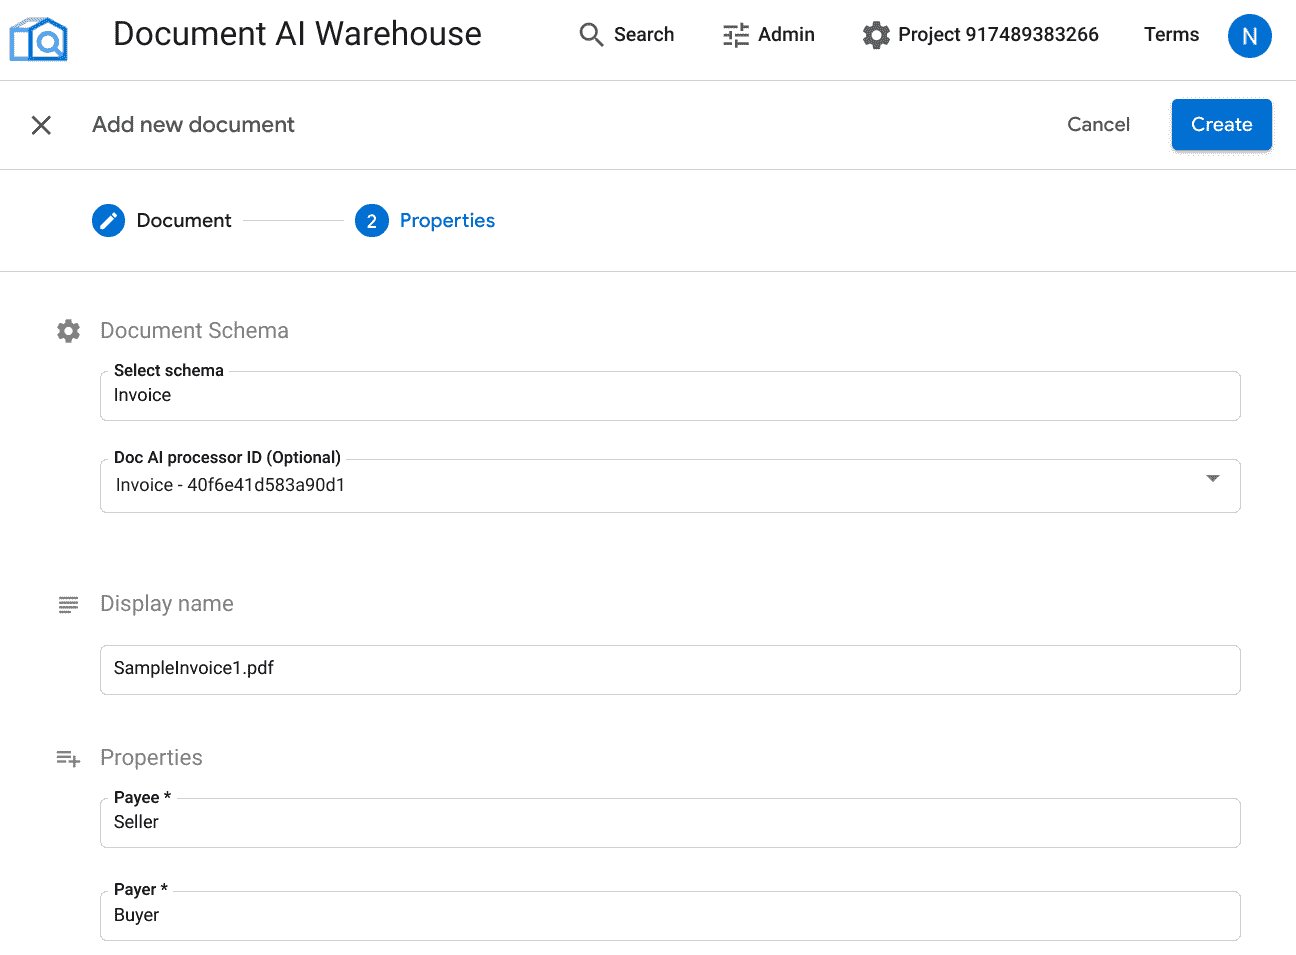 Document AI Warehouse
Search
Admin
Project 917489383266
Terms
N
Add new document
Cancel
Create
Document
2
Properties
Document Schema
Select schema
Invoice
Doc AI processor ID (Optional)
Invoice - 40f6e41d583a90d1
Display name
SampleInvoice1.pdf
Properties
Payee *
Seller
Payer *
Buyer